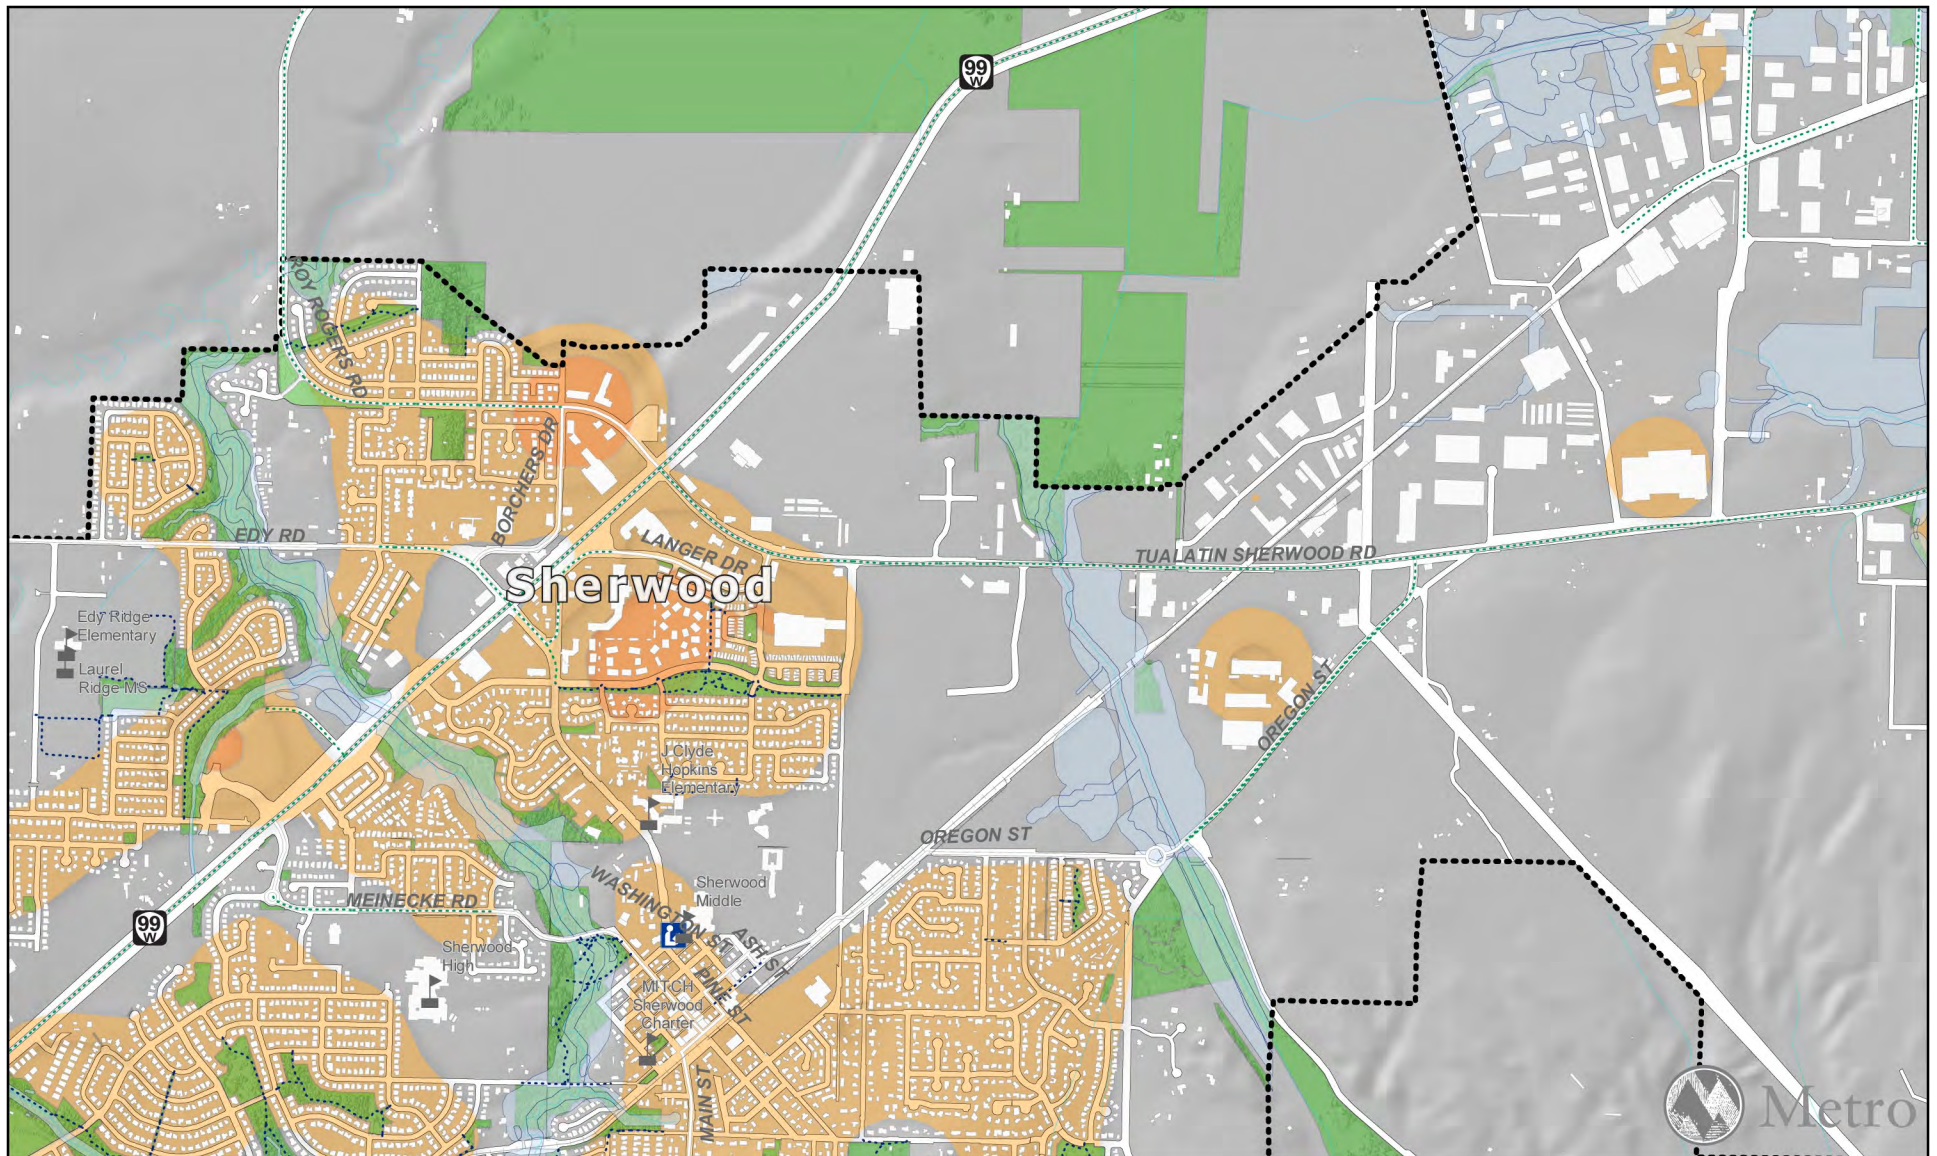 99
W
ROY ROGERS RD
BORCHERS DR
EDY RD
LANGER DR
TUALATIN SHERWOOD RD
Sherwood
Edy Ridge
Elementary
Laurel
Ridge MS
OREGON ST
J Clyde
Hopkins
Elementary
OREGON ST
WASHINGTON ST
Sherwood
Middle
MEINECKE RD
99
W
ASH ST
Sherwood
High
PINE ST
MITCH
Sherwood
Charter
MAIN ST
Metro